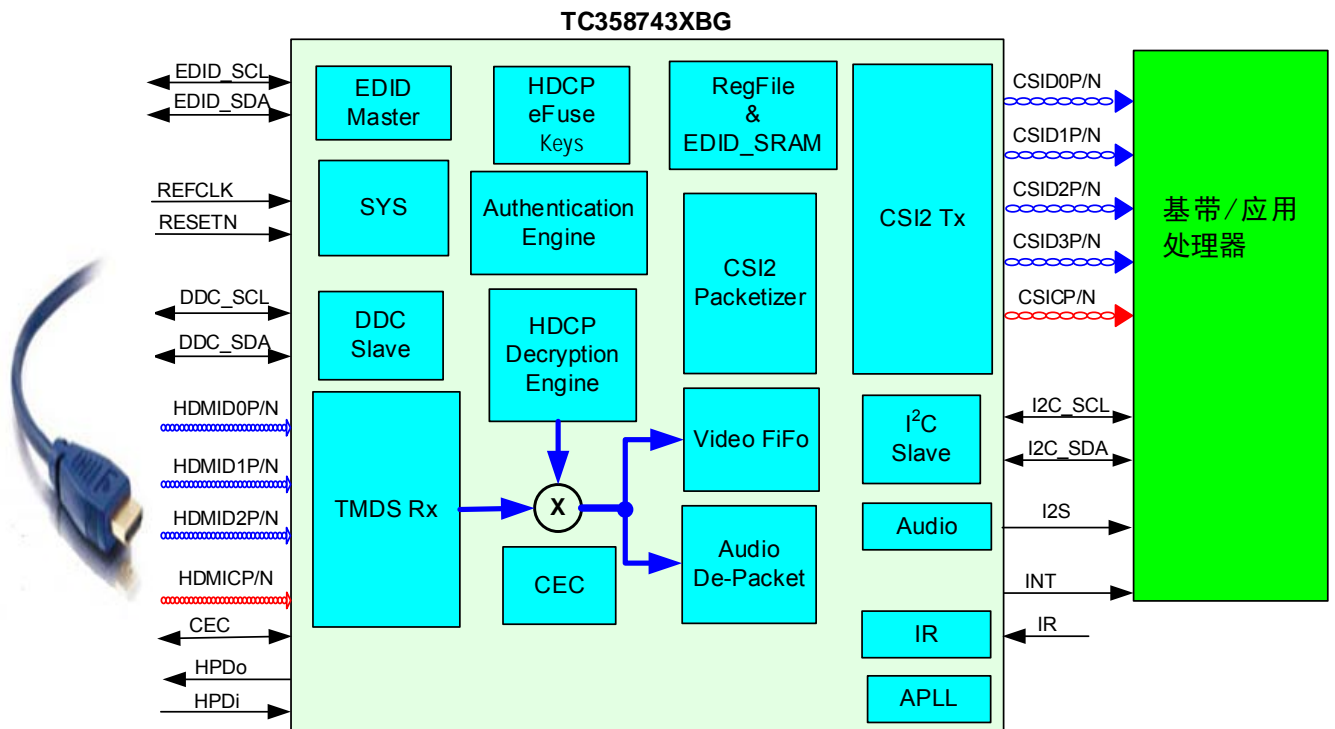 TC358743XBG
EDID_SCL
EDID_SDA
REFCLK
RESETN
DDC_SCL
DDC_SDA
HDMID0P/N
HDMID1P/N
HDMID2P/N
HDMICP/N
CEC
HPDo
HPDi
EDID
Master
HDCP
eFuse
Keys
RegFile
&
EDID_SRAM
SYS
Authentication
Engine
CSI2
Packetizer
CSI2 Tx
DDC
Slave
HDCP
Decryption
Engine
TMDS Rx
X
Video FiFo
I²C
Slave
Audio
Audio
De-Packet
CEC
IR
APLL
CSID0P/N
CSID1P/N
CSID2P/N
CSID3P/N
CSICP/N
I2C_SCL
I2C_SDA
I2S
INT
IR
基带/应用
处理器